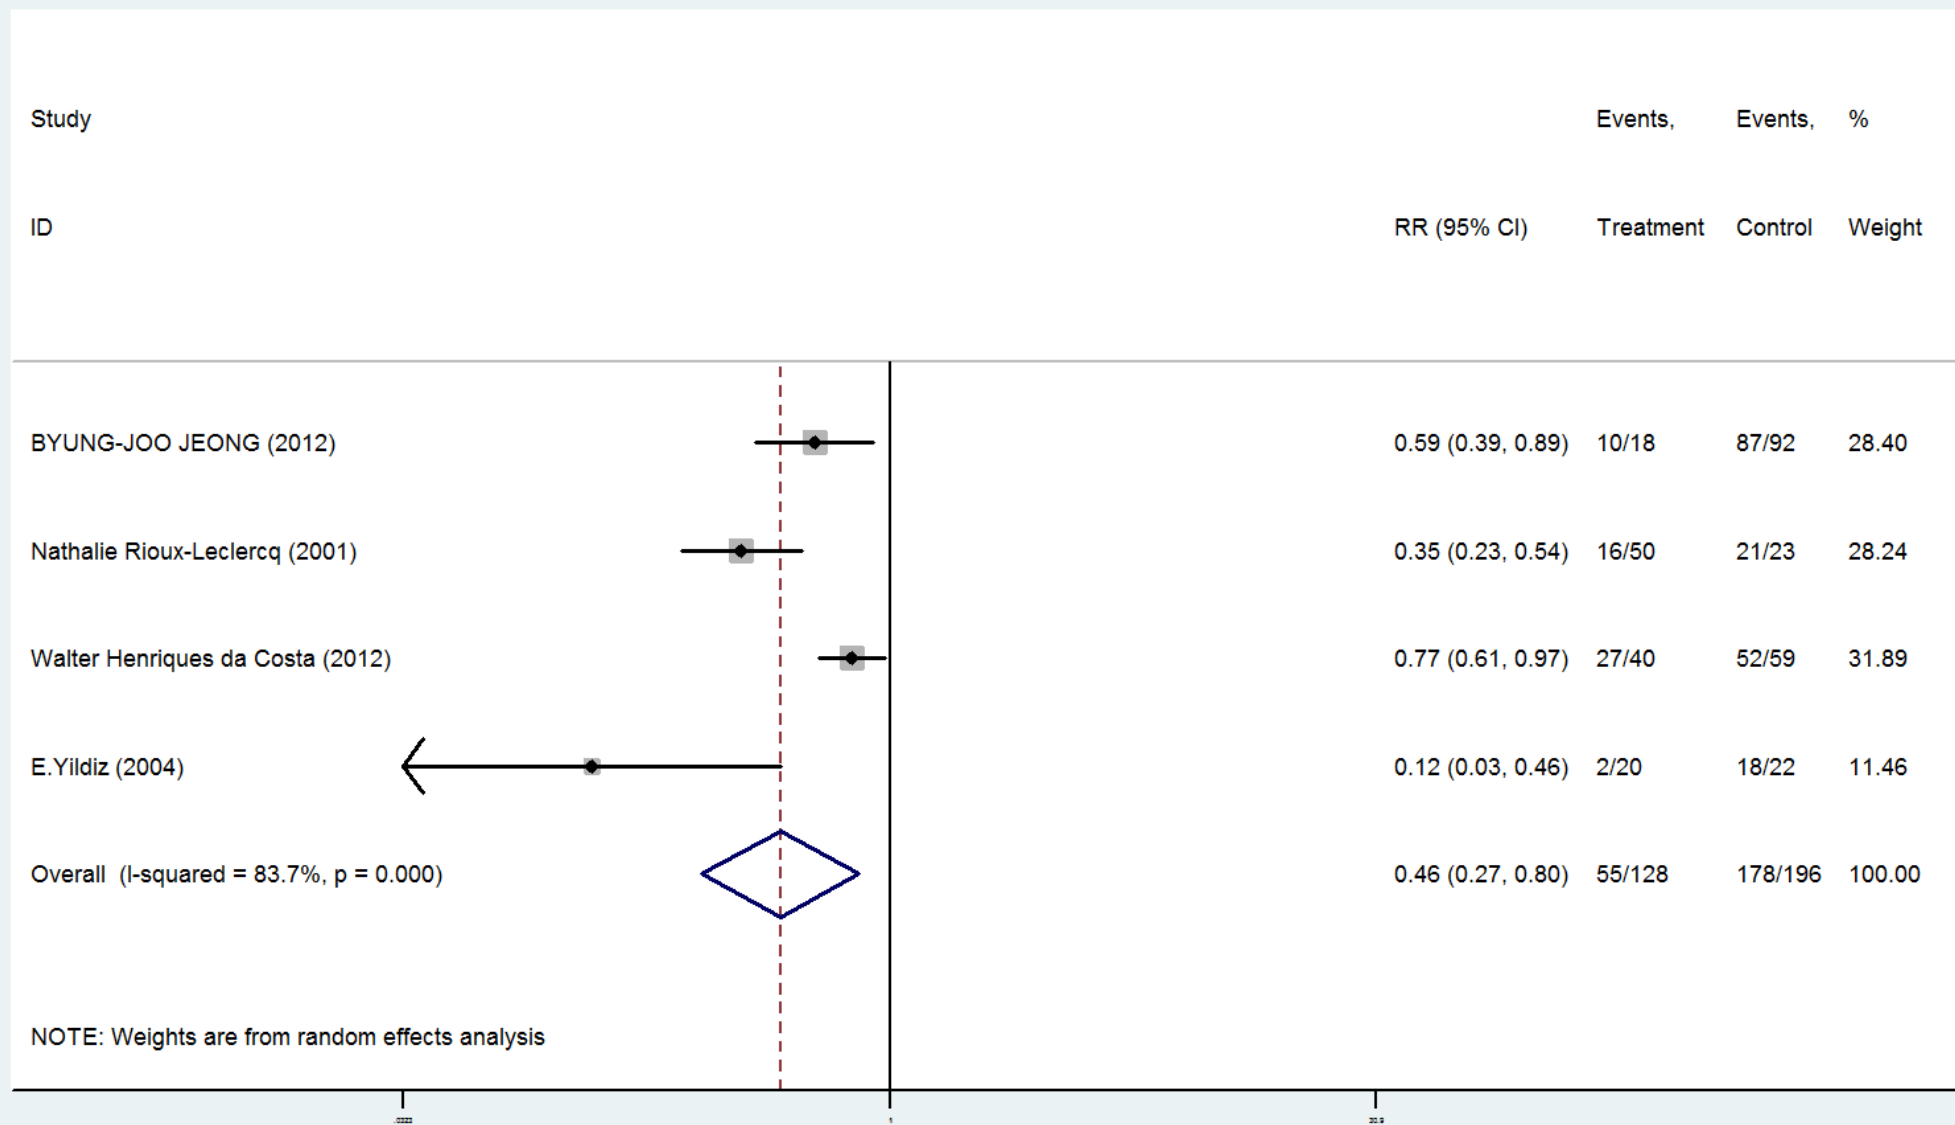 Study Events, Events, %
ID RR (95% CI) Treatment Control Weight
BYUNG-JOO JEONG (2012) 0.59 (0.39, 0.89) 10/18 87/92 28.40
Nathalie Rioux-Leclercq (2001) 0.35 (0.23, 0.54) 16/50 21/23 28.24
Walter Henriques da Costa (2012) 0.77 (0.61, 0.97) 27/40 52/59 31.89
E.Yildiz (2004) 0.12 (0.03, 0.46) 2/20 18/22 11.46
Overall (I-squared = 83.7%, p = 0.000) 0.46 (0.27, 0.80) 55/128 178/196 100.00
NOTE: Weights are from random effects analysis
1